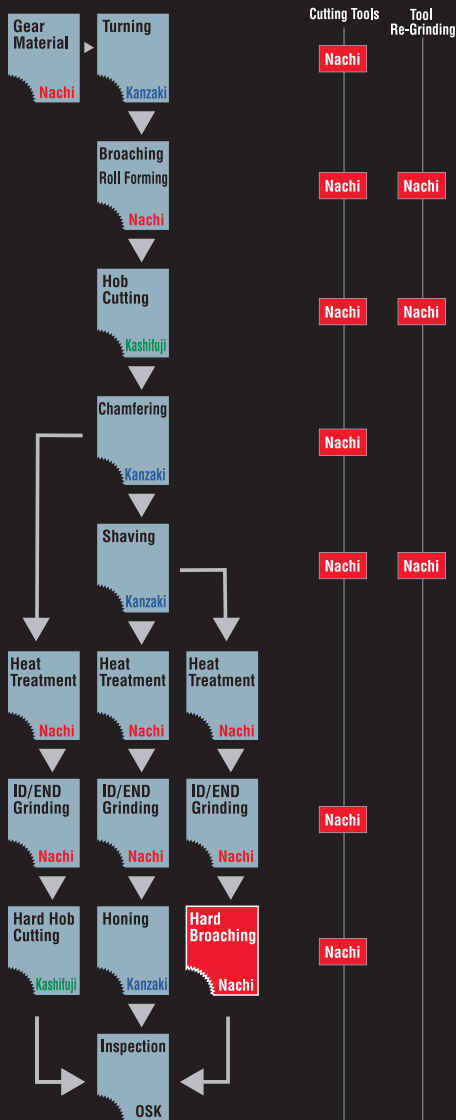 Cutting Tools
Tool
Re-Grinding
Gear
Material
Nachi
Turning
Kanzaki
Nachi
Broaching
Roll Forming
Nachi
Nachi
Nachi
Hob
Cutting
Kashifuji
Nachi
Nachi
Chamfering
Kanzaki
Nachi
Shaving
Kanzaki
Nachi
Nachi
Heat
Treatment
Nachi
Heat
Treatment
Nachi
Heat
Treatment
Nachi
ID/END
Grinding
Nachi
ID/END
Grinding
Nachi
ID/END
Grinding
Nachi
Nachi
Hard Hob
Cutting
Kashifuji
Honing
Kanzaki
Hard
Broaching
Nachi
Nachi
Inspection
OSK